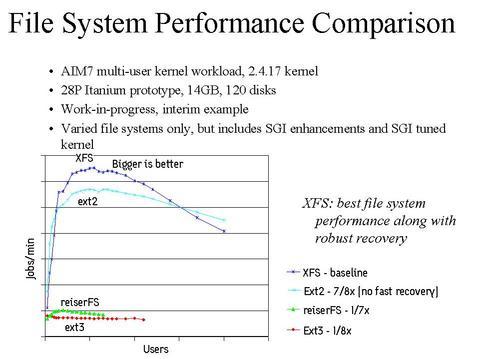 File System Performance Comparison
• AIM7 multi-user kernel workload, 2.4.17 kernel
• 28P Itanium prototype, 14GB, 120 disks
• Work-in-progress, interim example
• Varied file systems only, but includes SGI enhancements and SGI tuned
kernel
XFS
Bigger is better
ext2
XFS: best file system
performance along with
robust recovery
Jobs/min
XFS - baseline
Ext2 - 7/8x (no fast recovery)
reiserFS
reiserFS - 1/7x
ext3
Ext3 - 1/8x
Users